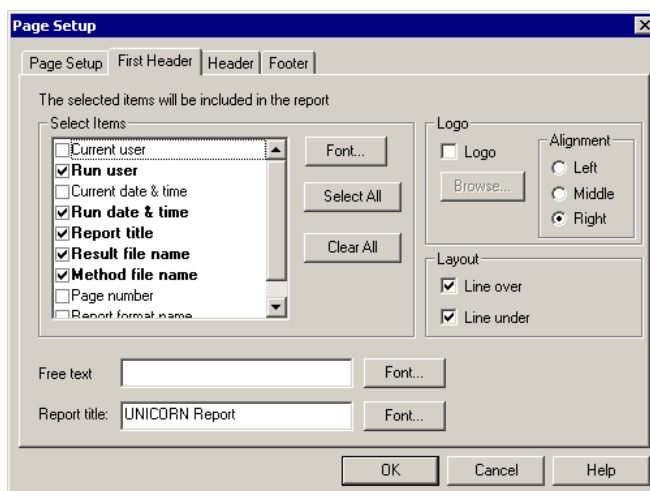 Page Setup
Page Setup First Header Header Footer
The selected items will be included in the report
Select Items
Current user
Run user
Current date & time
Run date & time
Report title
Result file name
Method file name
Page number
Report format name
Font...
Select All
Clear All
Logo
Logo
Browse...
Alignment
Left
Middle
Right
Layout
Line over
Line under
Free text Font...
Report title: UNICORN Report Font...
OK Cancel Help